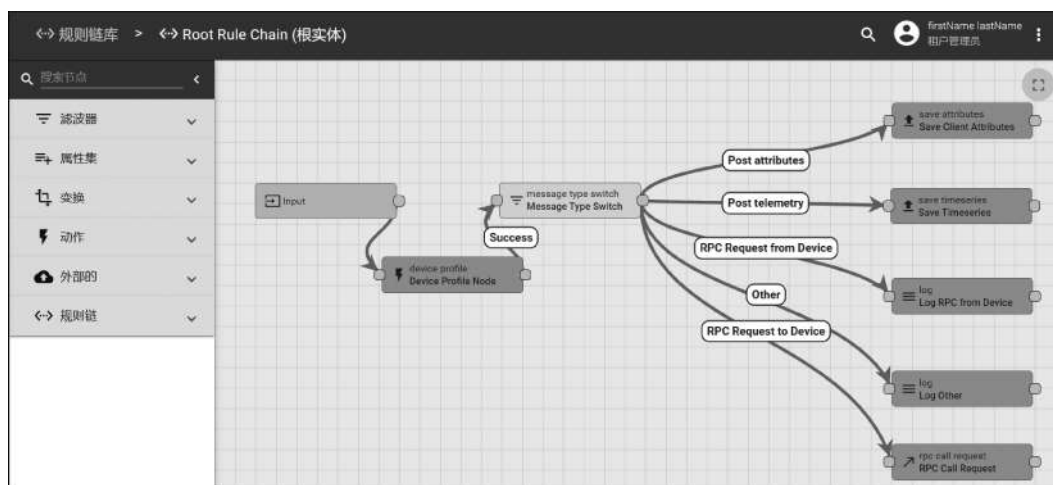 规则链库 > Root Rule Chain (根实体)
firstName lastName
租户管理员
搜索节点
滤波器
属性集
变换
动作
外部的
规则链
Input
device profile
Device Profile Node
Success
message type switch
Message Type Switch
Post attributes
Post telemetry
RPC Request from Device
Other
RPC Request to Device
save attributes
Save Client Attributes
save timeseries
Save Timeseries
log
Log RPC from Device
log
Log Other
rpc call request
RPC Call Request